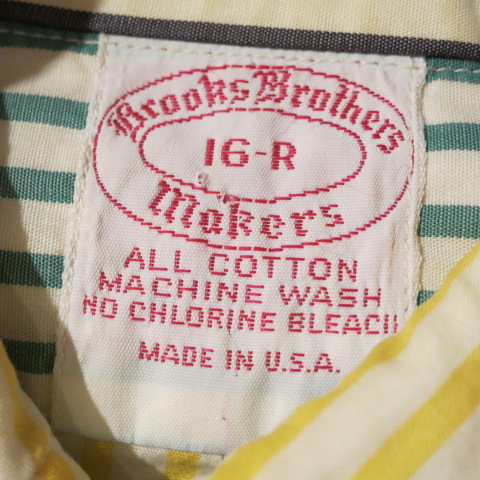 Brooks Brothers
16-R
Makers
ALL COTTON
MACHINE WASH
NO CHLORINE BLEACH
MADE IN U.S.A.